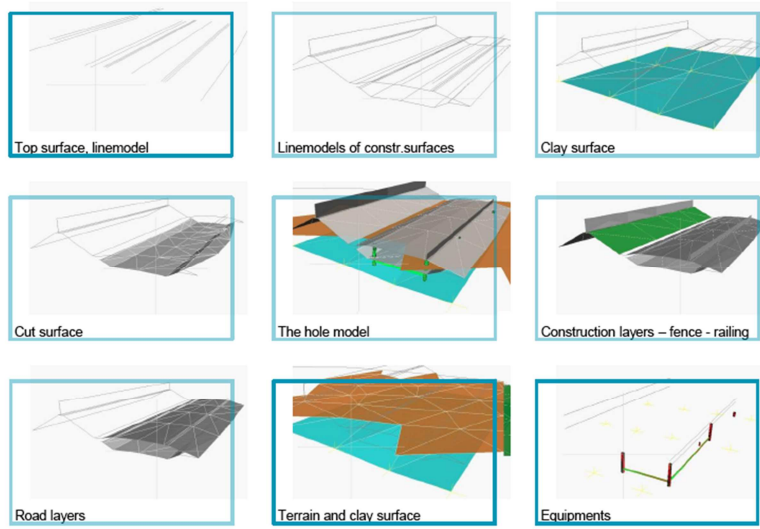 Top surface, linemodel
Linemodels of constr.surfaces
Clay surface
Cut surface
The hole model
Construction layers – fence - railing
Road layers
Terrain and clay surface
Equipments